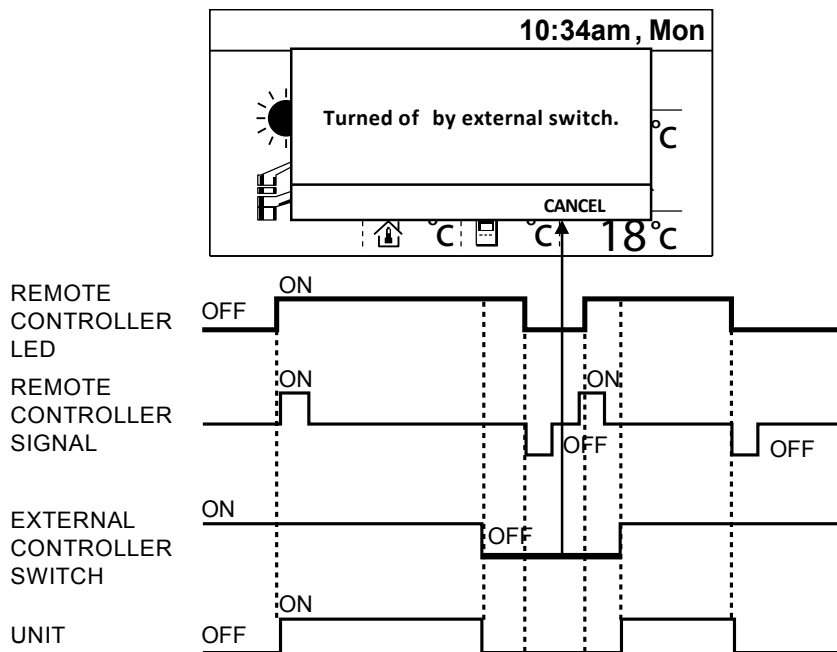 10:34am , Mon
Turned of by external switch.
°C
CANCEL
°C °C 18°C
REMOTE
CONTROLLER
LED
OFF
ON
REMOTE
CONTROLLER
SIGNAL
ON
OFF
ON
OFF
EXTERNAL
CONTROLLER
SWITCH
ON
OFF
UNIT
OFF
ON